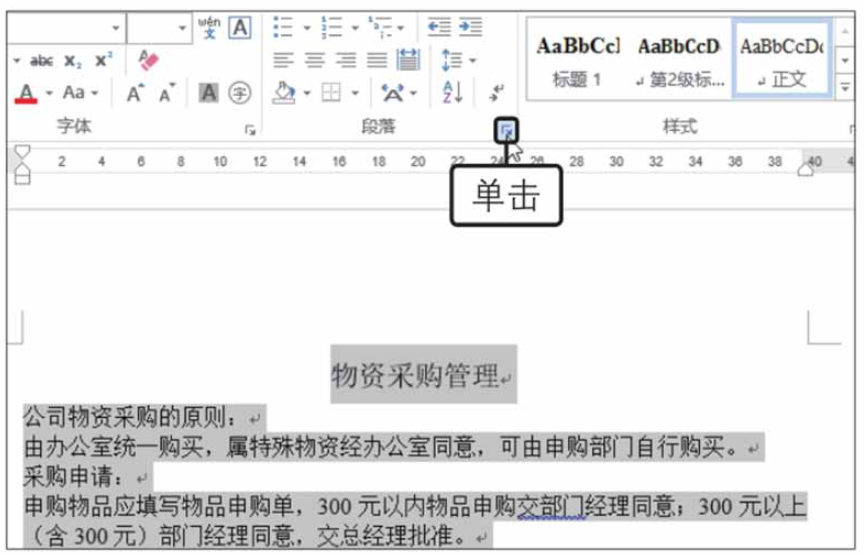 wén
文 A
abc X₂ X²
A Aa A A A 字
A
Z
AaBbCcl AaBbCcD AaBbCcD
标题 1 第2级标... 正文
字体 段落 样式
2 4 6 8 10 12 14 16 18 20 22 24 26 28 30 32 34 36 38 40 4
单击
物资采购管理
公司物资采购的原则：
由办公室统一购买，属特殊物资经办公室同意，可由申购部门自行购买。
采购申请：
申购物品应填写物品申购单，300 元以内物品申购交部门经理同意；300 元以上
（含 300 元）部门经理同意，交总经理批准。